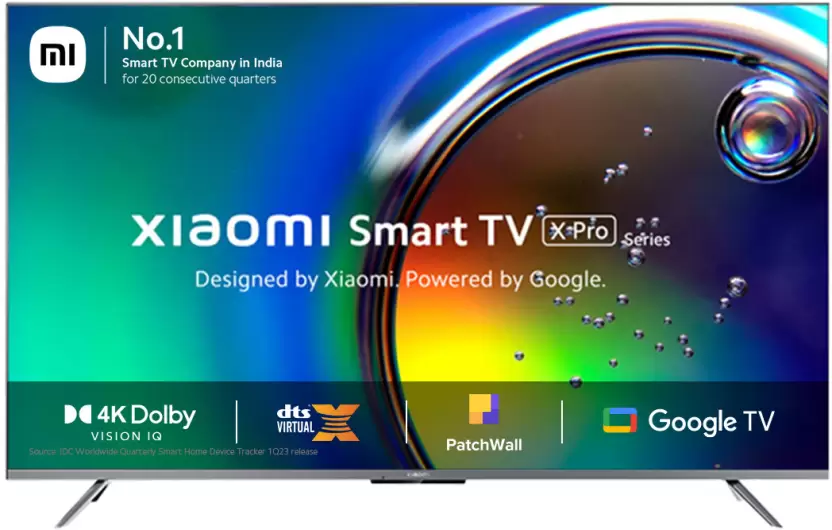 mi
No.1
Smart TV Company in India
for 20 consecutive quarters
xiaomi Smart TV X-Pro Series
Designed by Xiaomi. Powered by Google.
4K Dolby
VISION IQ
dts
VIRTUAL X
PatchWall
Google TV
Source: IDC Worldwide Quarterly Smart Home Device Tracker 1Q23 release
xiaomi